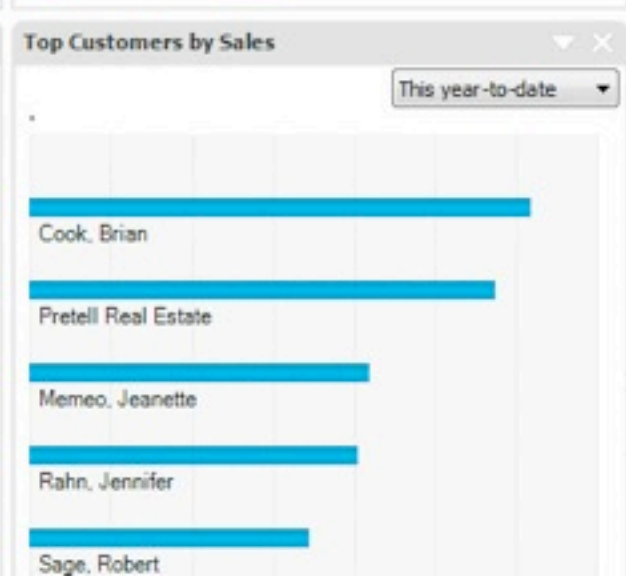 Top Customers by Sales
This year-to-date
Cook, Brian
Pretell Real Estate
Memeo, Jeanette
Rahn, Jennifer
Sage, Robert